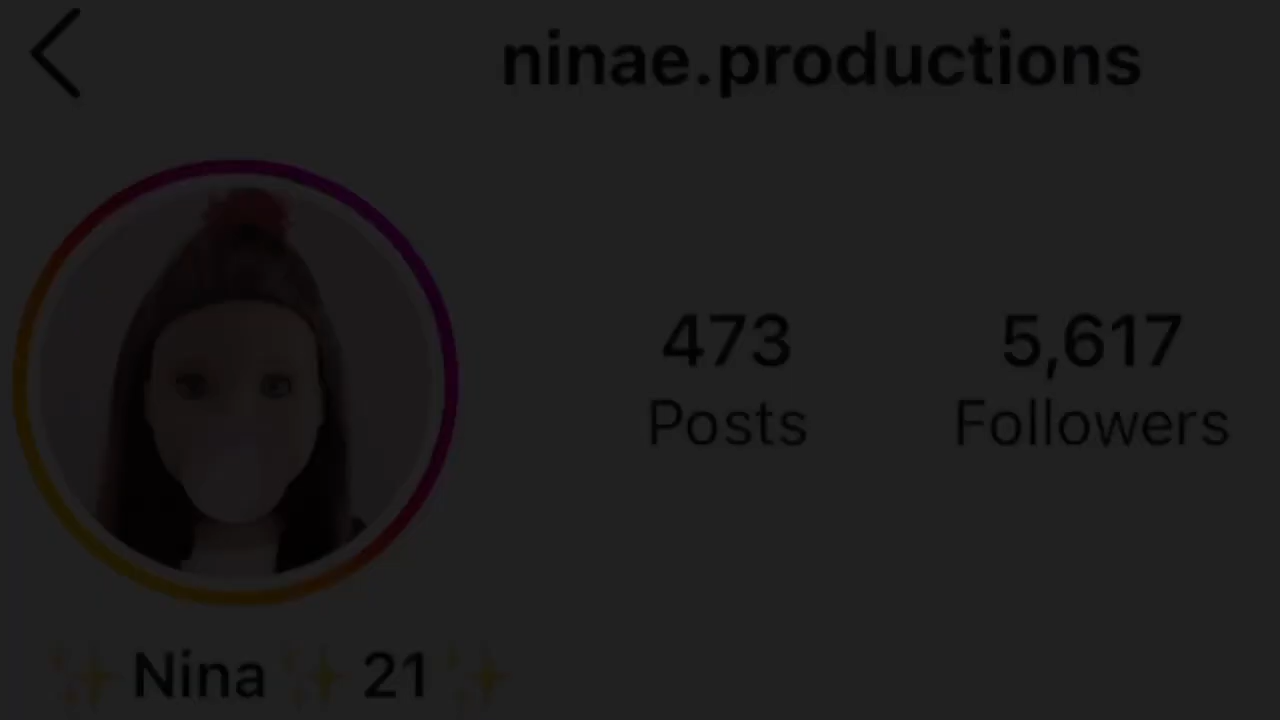 ninae.productions
473 5,617
Posts Followers
✨ Nina ✨ 21 ✨